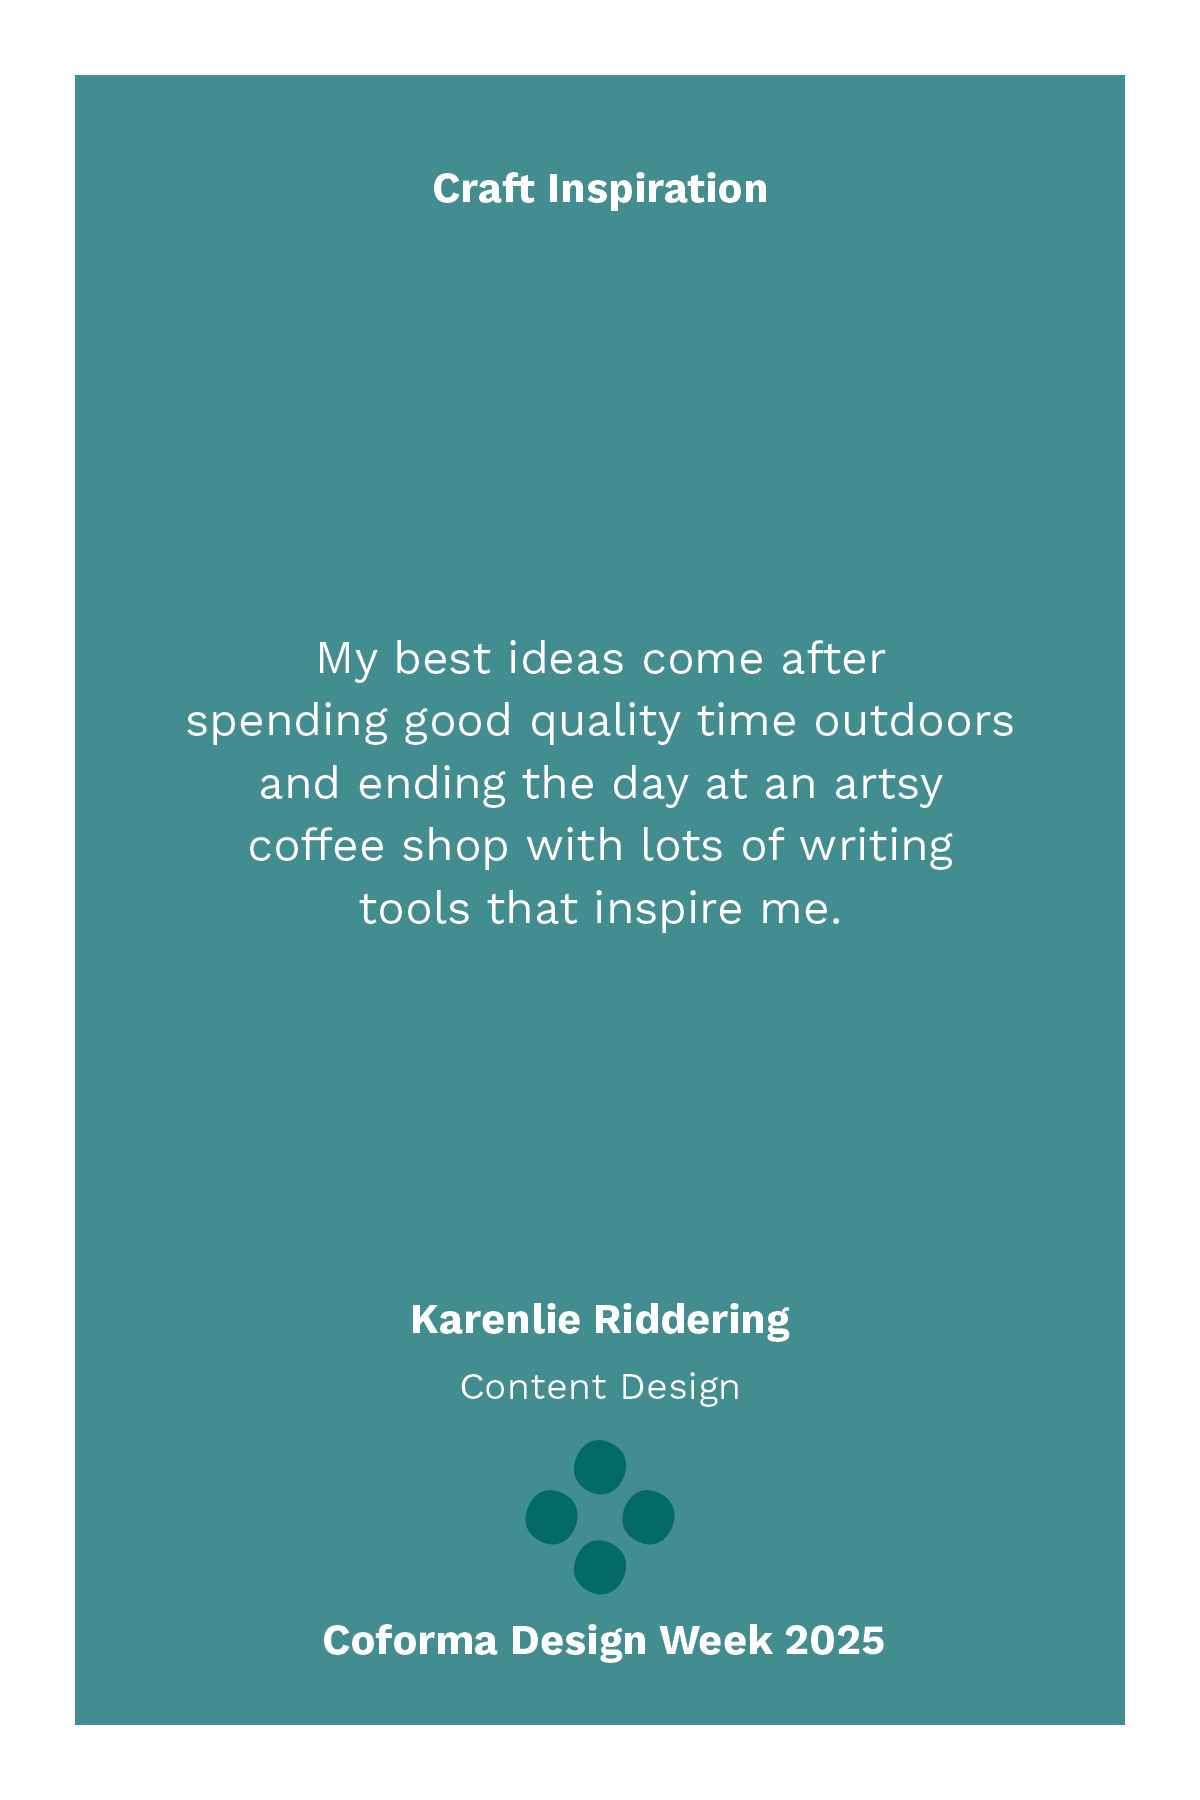 Craft Inspiration
My best ideas come after
spending good quality time outdoors
and ending the day at an artsy
coffee shop with lots of writing
tools that inspire me.
Karenlie Riddering
Content Design
Coforma Design Week 2025